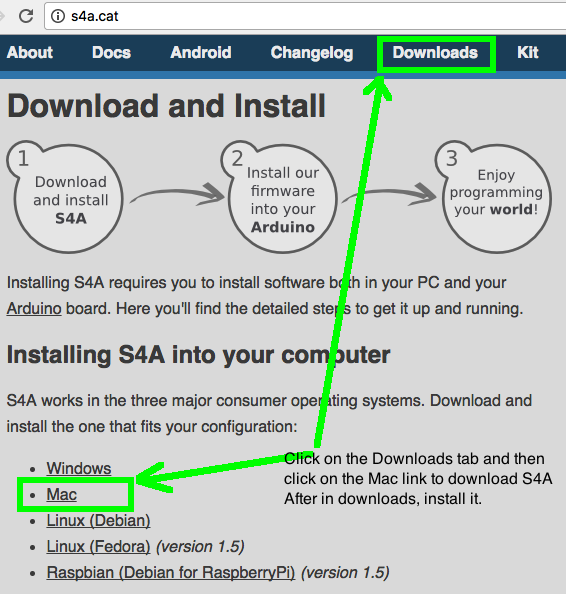 s4a.cat
About Docs Android Changelog Downloads Kit
Download and Install
1
Download
and install
S4A
2
Install our
firmware
into your
Arduino
3
Enjoy
programming
your world!
Installing S4A requires you to install software both in your PC and your
Arduino board. Here you'll find the detailed steps to get it up and running.
Installing S4A into your computer
S4A works in the three major consumer operating systems. Download and
install the one that fits your configuration:
• Windows
• Mac
• Linux (Debian)
• Linux (Fedora) (version 1.5)
• Raspbian (Debian for RaspberryPi) (version 1.5)
Click on the Downloads tab and then
click on the Mac link to download S4A
After in downloads, install it.